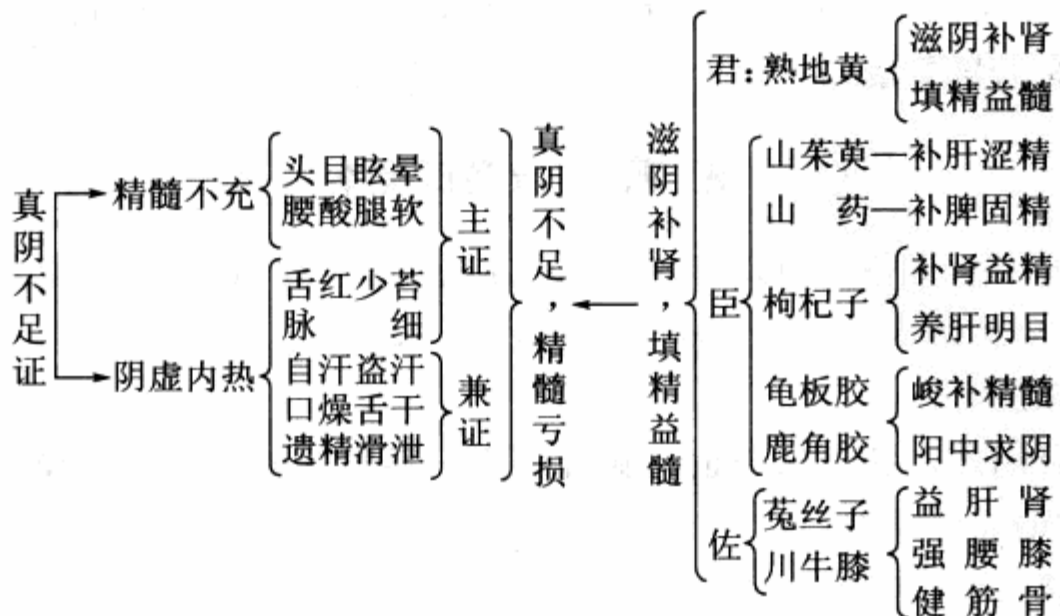 真阴不足证
精髓不充
头目眩晕
腰酸腿软
阴虚内热
舌红少苔
脉 细
自汗盗汗
口燥舌干
遗精滑泄
主证
兼证
真阴不足，精髓亏损
滋阴补肾，填精益髓
君：熟地黄
滋阴补肾
填精益髓
臣
山茱萸—补肝涩精
山 药—补脾固精
枸杞子
补肾益精
养肝明目
龟板胶
鹿角胶
峻补精髓
阳中求阴
佐
菟丝子
川牛膝
益肝肾
强腰膝
健筋骨